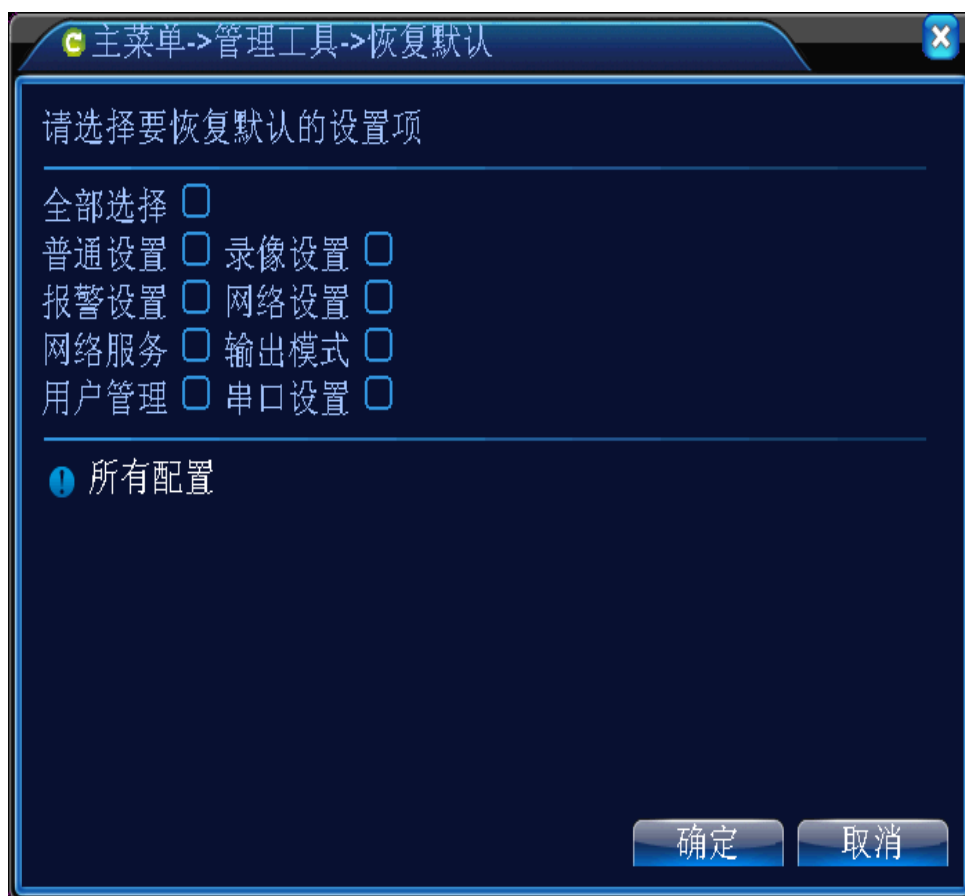 主菜单->管理工具->恢复默认
请选择要恢复默认的设置项
全部选择
普通设置 录像设置
报警设置 网络设置
网络服务 输出模式
用户管理 串口设置
所有配置
确定 取消